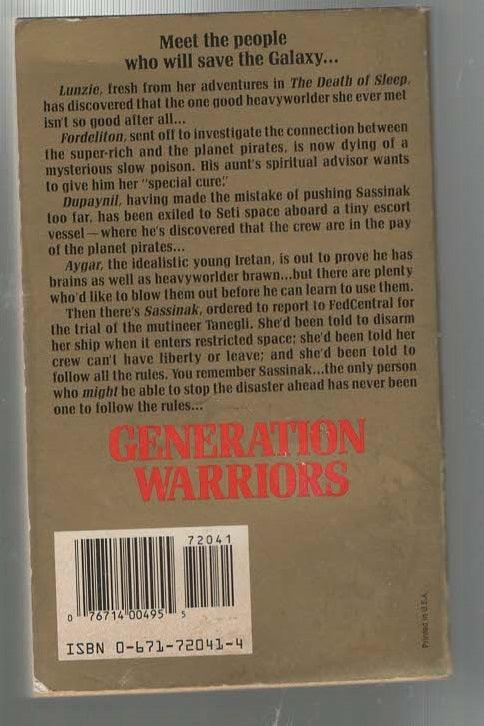 Meet the people
who will save the Galaxy...
Lunzie, fresh from her adventures in The Death of Sleep,
has discovered that the one good heavyworlder she ever met
isn't so good after all...
Fordeliton, sent off to investigate the connection between
the super-rich and the planet pirates, is now dying of a
mysterious slow poison. His aunt's spiritual advisor wants
to give him her "special cure."
Dupaynil, having made the mistake of pushing Sassinak
too far, has been exiled to Seti space aboard a tiny escort
vessel—where he's discovered that the crew are in the pay
of the planet pirates...
Aygar, the idealistic young Iretan, is out to prove he has
brains as well as heavyworlder brawn...but there are plenty
who'd like to blow them out before he can learn to use them.
Then there's Sassinak, ordered to report to FedCentral for
the trial of the mutineer Tanegli. She'd been told to disarm
her ship when it enters restricted space; she'd been told her
crew can't have liberty or leave; and she'd been told to
follow all the rules. You remember Sassinak...the only person
who might be able to stop the disaster ahead has never been
one to follow the rules...
GENERATION
WARRIORS
72041
0 76714 00495 5
ISBN 0-671-72041-4
Printed in U.S.A.